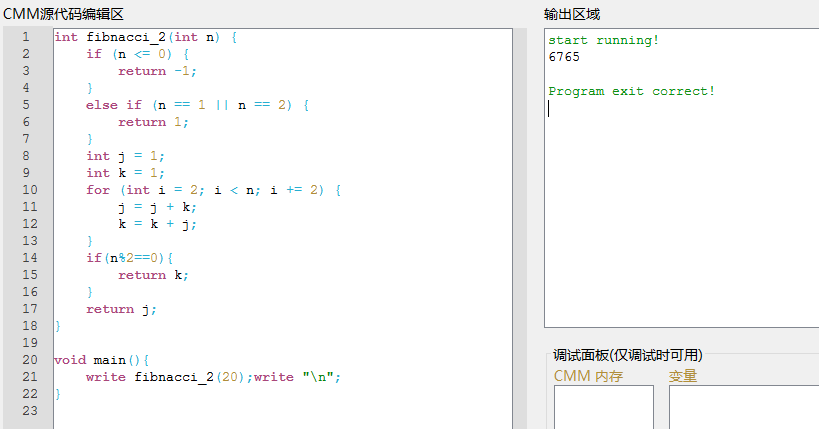 CMM源代码编辑区
1 int fibnacci_2(int n) {
2 if (n <= 0) {
3 return -1;
4 }
5 else if (n == 1 || n == 2) {
6 return 1;
7 }
8 int j = 1;
9 int k = 1;
10 for (int i = 2; i < n; i += 2) {
11 j = j + k;
12 k = k + j;
13 }
14 if(n%2==0){
15 return k;
16 }
17 return j;
18 }
19
20 void main(){
21 write fibnacci_2(20);write "\n";
22 }
23
输出区域
start running!
6765
Program exit correct!
调试面板(仅调试时可用)
CMM 内存 变量